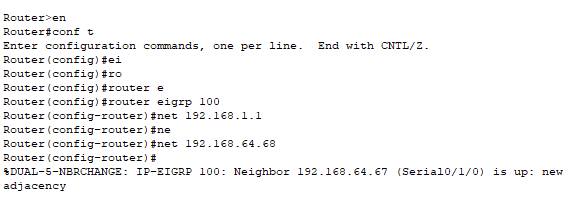 Router>en
Router#conf t
Enter configuration commands, one per line.  End with CNTL/Z.
Router(config)#ei
Router(config)#ro
Router(config)#router e
Router(config)#router eigrp 100
Router(config-router)#net 192.168.1.1
Router(config-router)#ne
Router(config-router)#net 192.168.64.68
Router(config-router)#
%DUAL-5-NBRCHANGE: IP-EIGRP 100: Neighbor 192.168.64.67 (Serial0/1/0) is up: new
adjacency